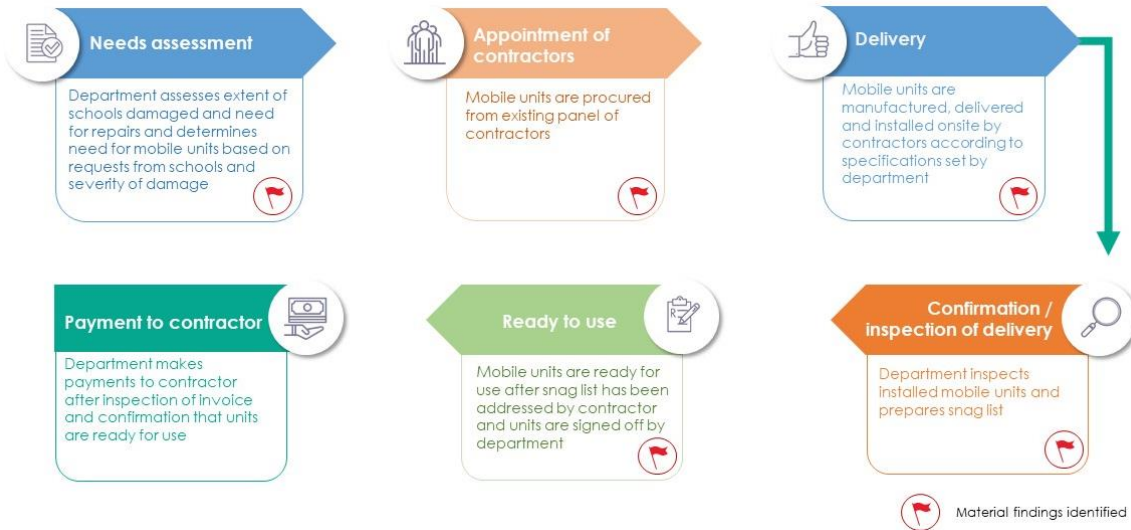 Needs assessment
Department assesses extent of
schools damaged and need
for repairs and determines
need for mobile units based on
requests from schools and
severity of damage
Appointment of
contractors
Mobile units are procured
from existing panel of
contractors
Delivery
Mobile units are
manufactured, delivered
and installed onsite by
contractors according to
specifications set by
department
Confirmation /
inspection of delivery
Department inspects
installed mobile units and
prepares snag list
Ready to use
R
Mobile units are ready for
use after snag list has been
addressed by contractor
and units are signed off by
department
Payment to contractor
Department makes
payments to contractor
after inspection of invoice
and confirmation that units
are ready for use
Material findings identified